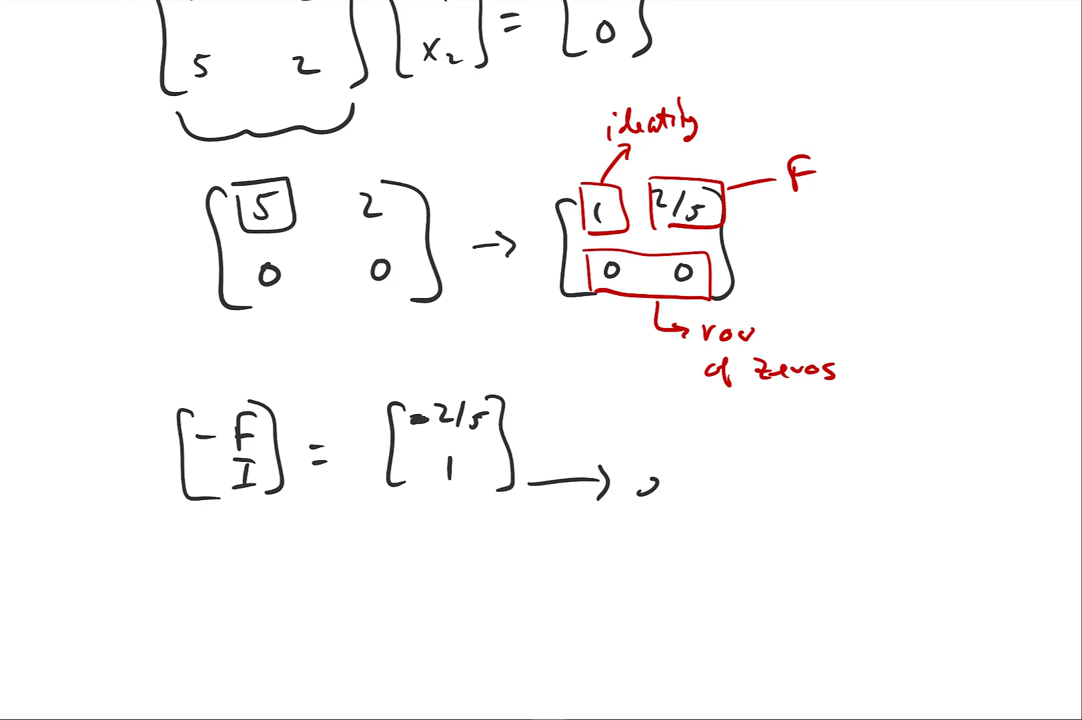 5 2 x₂ = 0
identity
5 2 → 1 2/5 F
0 0 0 0
row
of zeros
- F = -2/5
I 1 →